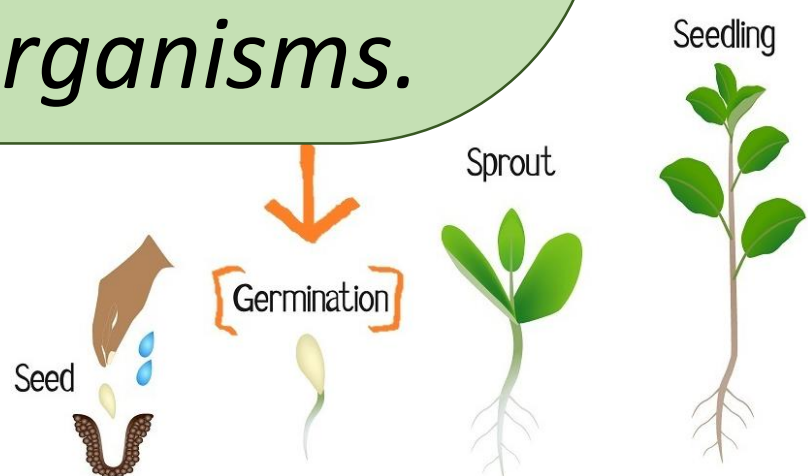 rganisms.
Seedling
Sprout
Germination
Seed